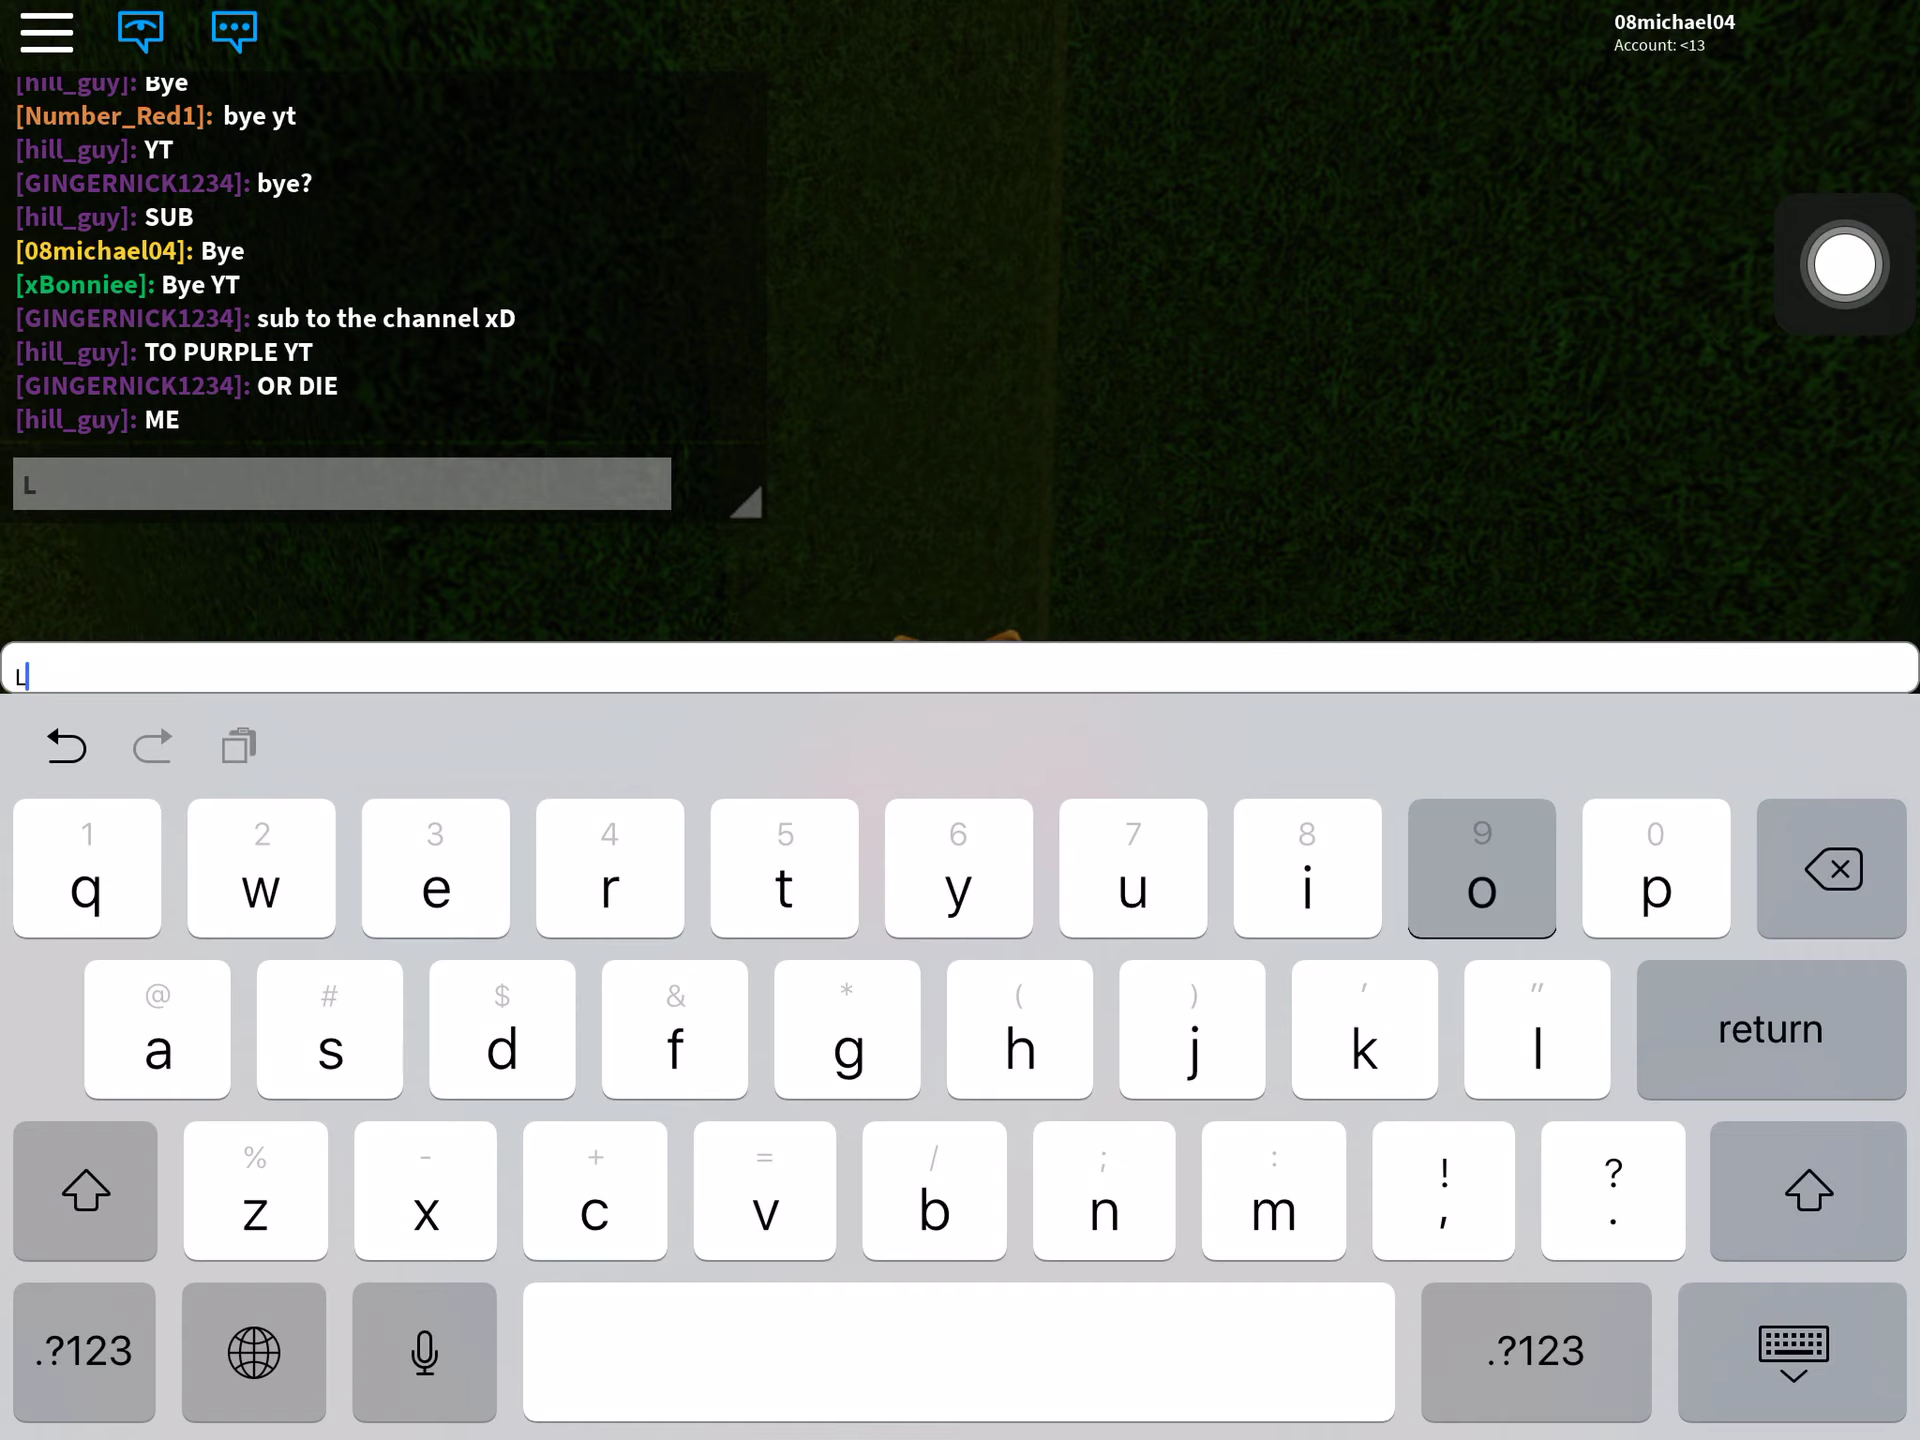 08michael04
Account: <13
[hill_guy]: Bye
[Number_Red1]: bye yt
[hill_guy]: YT
[GINGERNICK1234]: bye?
[hill_guy]: SUB
[08michael04]: Bye
[xBonniee]: Bye YT
[GINGERNICK1234]: sub to the channel xD
[hill_guy]: TO PURPLE YT
[GINGERNICK1234]: OR DIE
[hill_guy]: ME
L
L
1 2 3 4 5 6 7 8 9 0
q w e r t y u i o p
@ # $ & * ( ) ' "
a s d f g h j k l return
% - + = / ; : ! ?
z x c v b n m , .
.?123 .?123